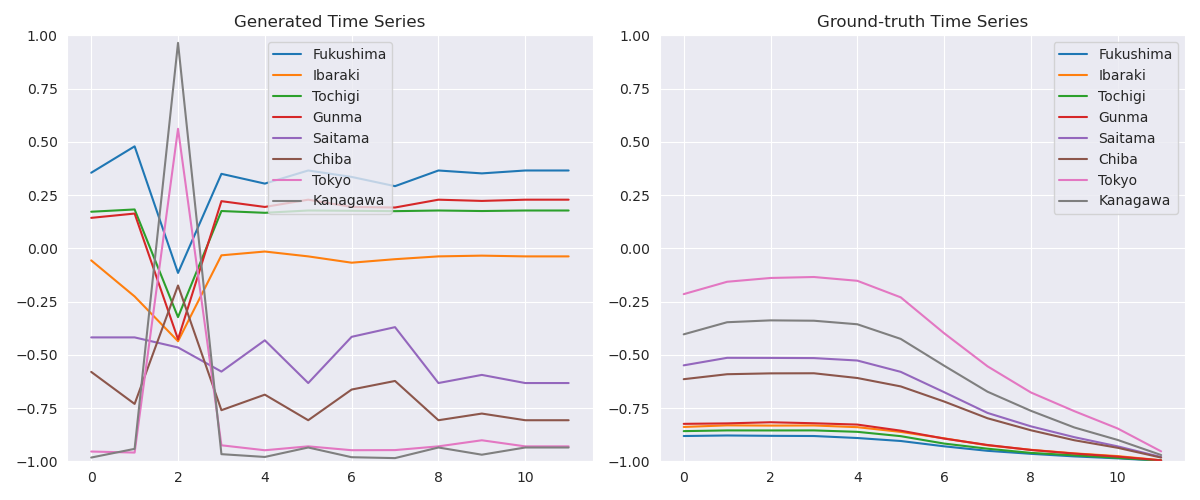 Generated Time Series
1.00
0.75
0.50
0.25
0.00
−0.25
−0.50
−0.75
−1.00
0 2 4 6 8 10
Fukushima
Ibaraki
Tochigi
Gunma
Saitama
Chiba
Tokyo
Kanagawa
Ground-truth Time Series
1.00
0.75
0.50
0.25
0.00
−0.25
−0.50
−0.75
−1.00
0 2 4 6 8 10
Fukushima
Ibaraki
Tochigi
Gunma
Saitama
Chiba
Tokyo
Kanagawa